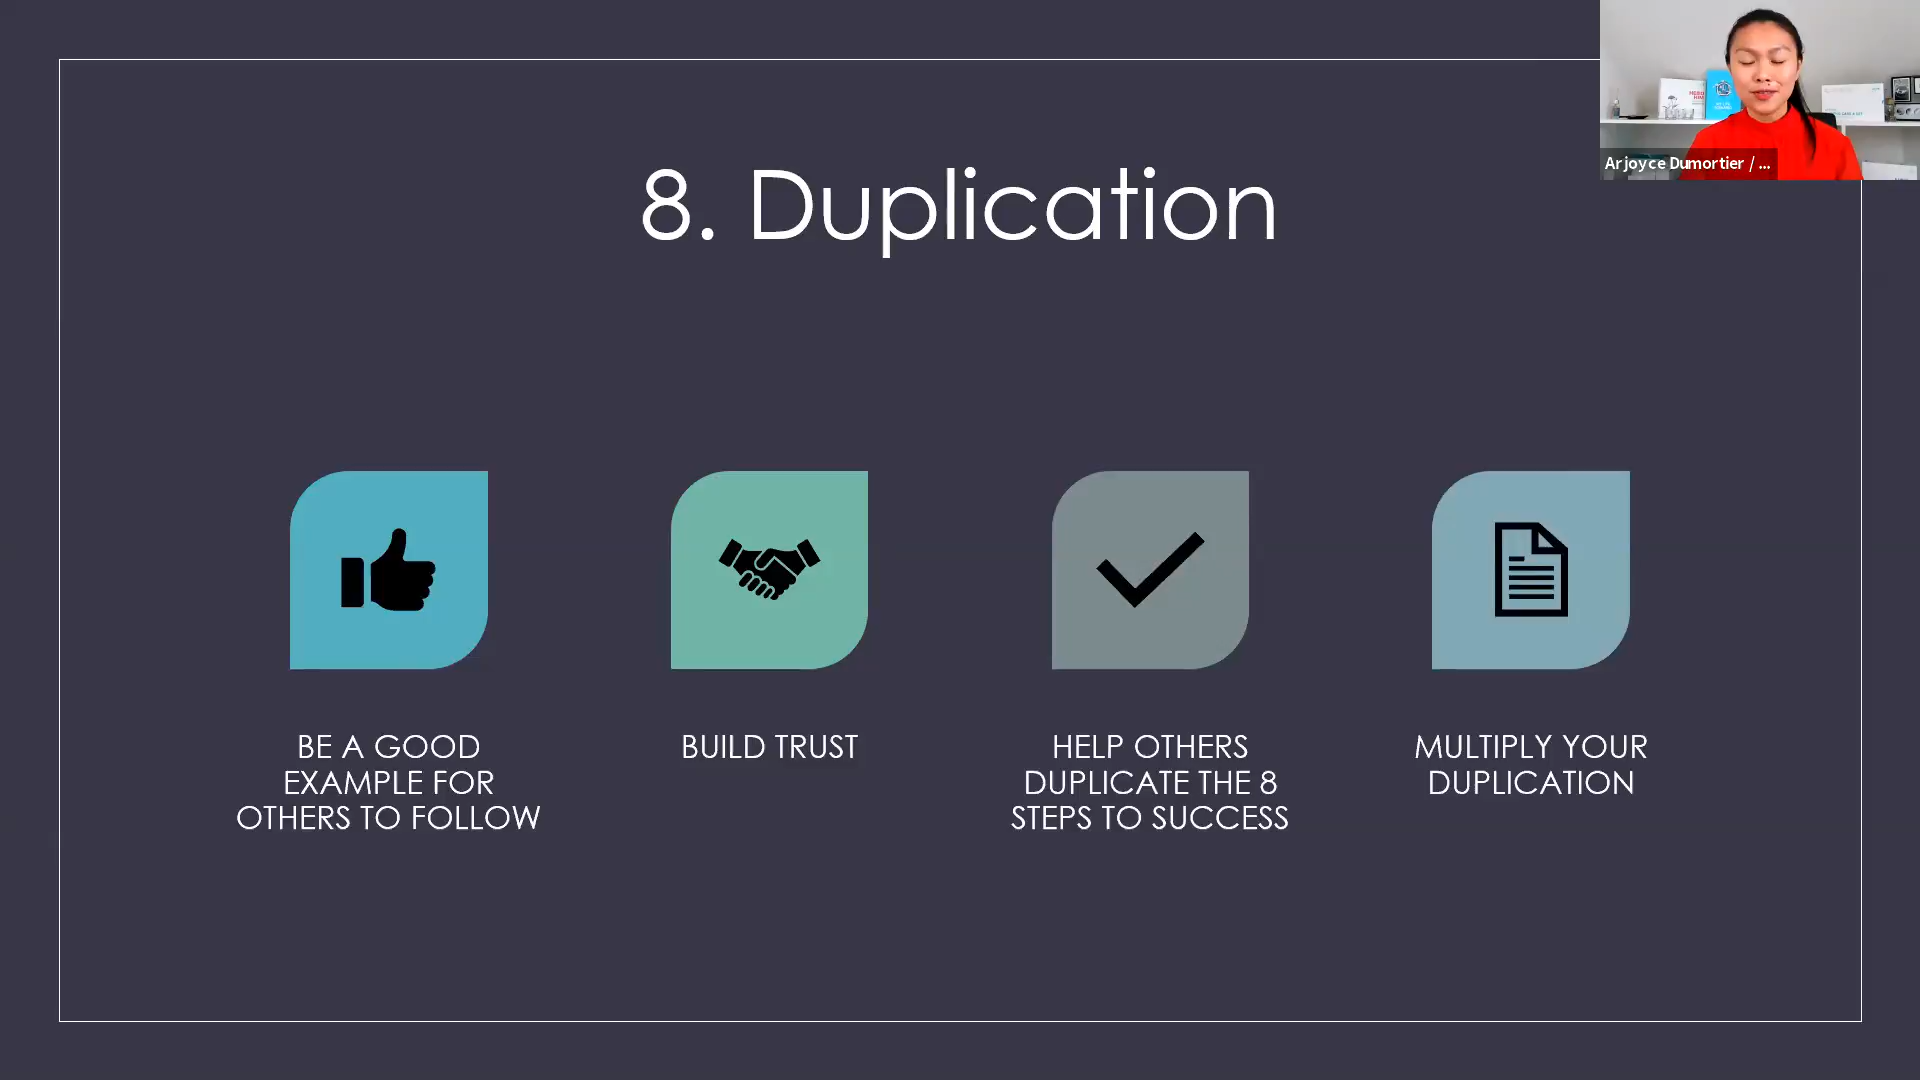 8. Duplication
Arjoyce Dumortier / ...
BE A GOOD
EXAMPLE FOR
OTHERS TO FOLLOW
BUILD TRUST
HELP OTHERS
DUPLICATE THE 8
STEPS TO SUCCESS
MULTIPLY YOUR
DUPLICATION